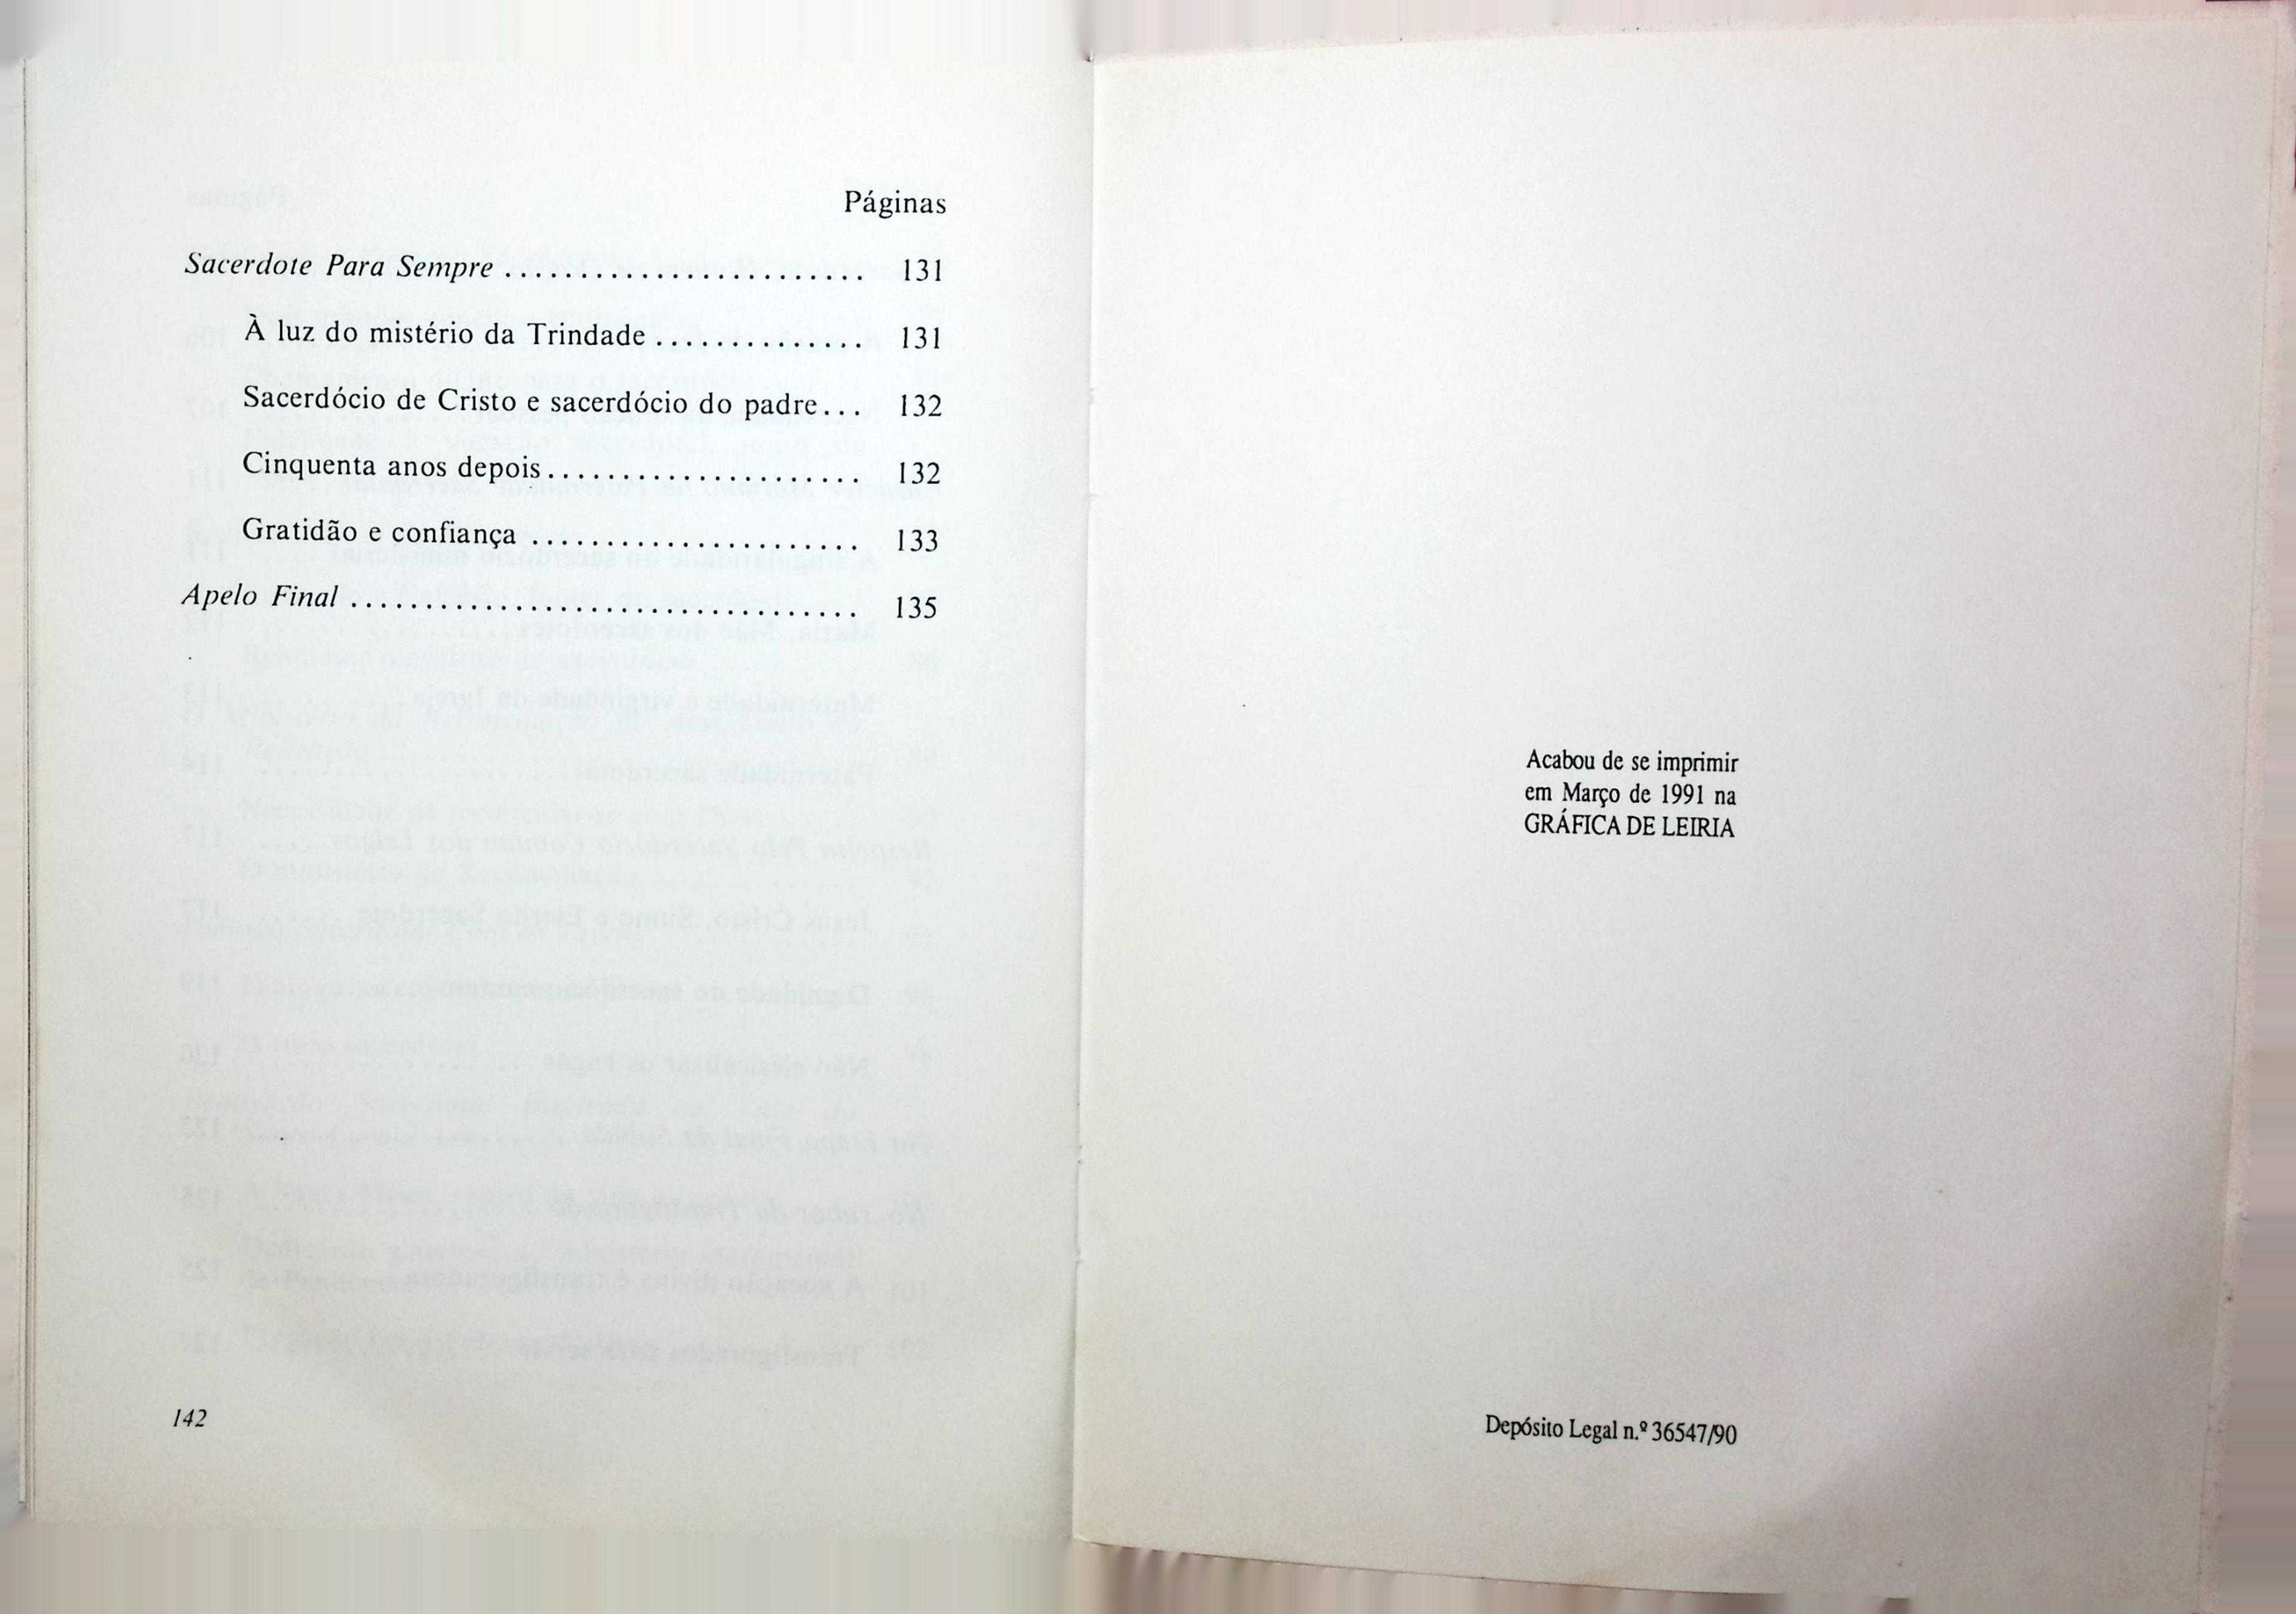 Páginas
Sacerdote Para Sempre ........................ 131
À luz do mistério da Trindade .............. 131
Sacerdócio de Cristo e sacerdócio do padre... 132
Cinquenta anos depois..................... 132
Gratidão e confiança ...................... 133
Apelo Final .................................. 135
142
Acabou de se imprimir
em Março de 1991 na
GRÁFICA DE LEIRIA
Depósito Legal n.º 36547/90